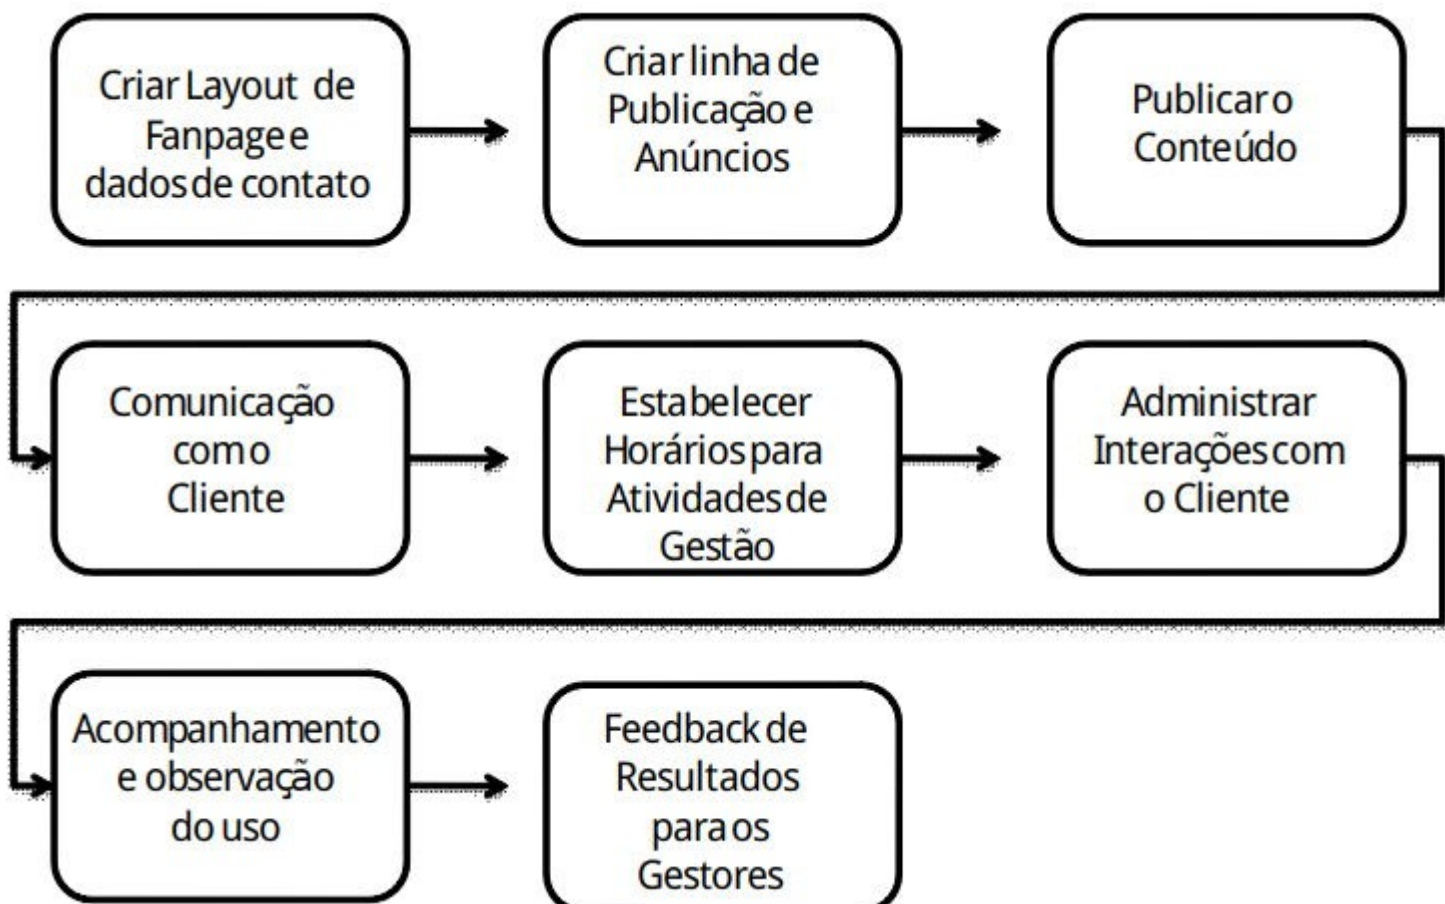 Criar Layout de
Fanpage e
dados de contato
Criar linha de
Publicação e
Anúncios
Publicar o
Conteúdo
Comunicação
com o
Cliente
Estabelecer
Horários para
Atividades de
Gestão
Administrar
Interações com
o Cliente
Acompanhamento
e observação
do uso
Feedback de
Resultados
para os
Gestores